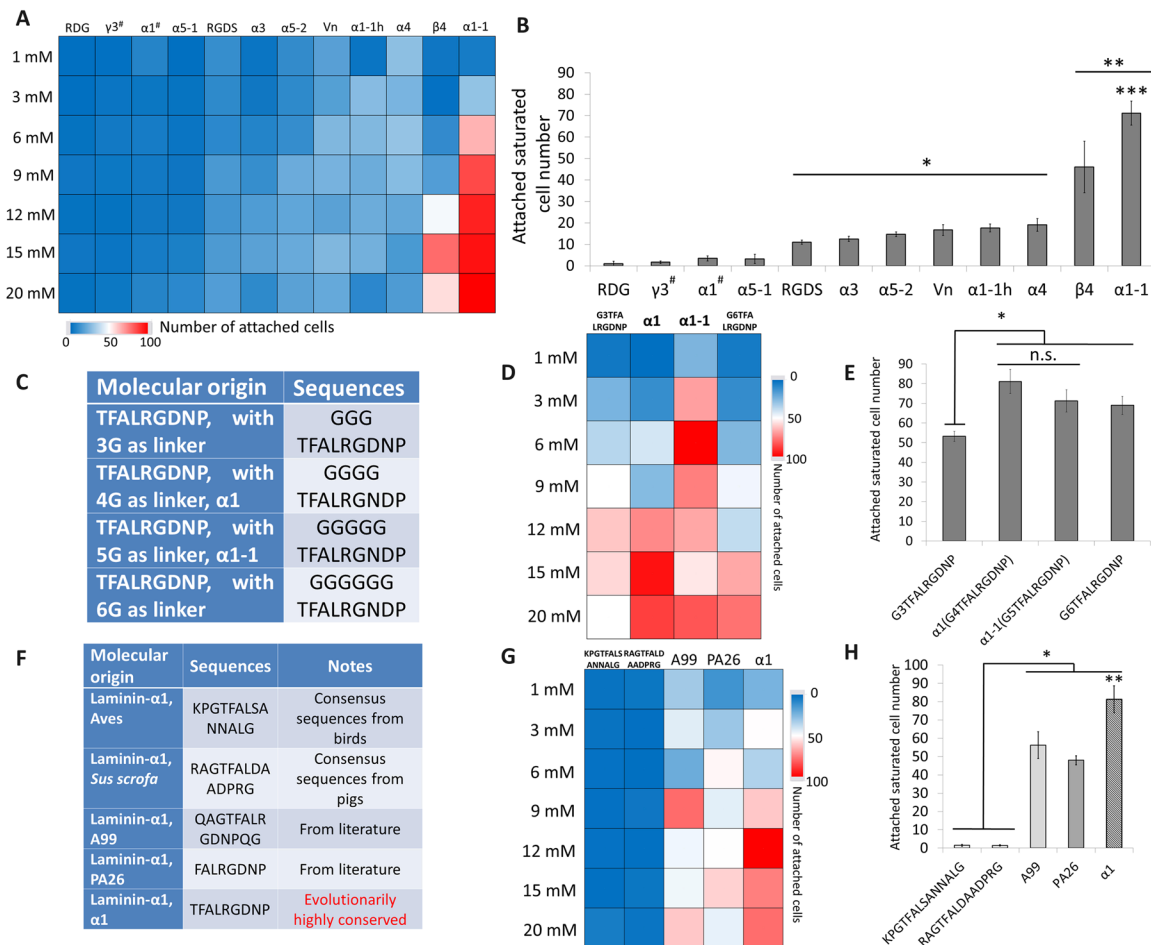 A
RDG γ3# α1# α5-1 RGDS α3 α5-2 Vn α1-1h α4 β4 α1-1
1 mM
3 mM
6 mM
9 mM
12 mM
15 mM
20 mM
Number of attached cells
0 50 100
B
Attached saturated
cell number
90
80
70
60
50
40
30
20
10
0
*
**
***
RDG γ3# α1# α5-1 RGDS α3 α5-2 Vn α1-1h α4 β4 α1-1
C
Molecular origin Sequences
TFALRGDNP, with
3G as linker
GGG
TFALRGDNP
TFALRGDNP, with
4G as linker, α1
GGGG
TFALRGNDP
TFALRGDNP, with
5G as linker, α1-1
GGGGG
TFALRGNDP
TFALRGDNP, with
6G as linker
GGGGGG
TFALRGNDP
D
G3TFA
LRGDNP
α1
α1-1
G6TFA
LRGDNP
1 mM
3 mM
6 mM
9 mM
12 mM
15 mM
20 mM
0
50
100
Number of attached cells
E
Attached saturated cell number
90
80
70
60
50
40
30
20
10
0
*
n.s.
G3TFALRGDNP
α1(G4TFALRGDNP)
α1-1(G5TFALRGDNP)
G6TFALRGDNP
F
Molecular
origin
Sequences
Notes
Laminin-α1,
Aves
KPGTFALSA
NNALG
Consensus
sequences from
birds
Laminin-α1,
Sus scrofa
RAGTFALDA
ADPRG
Consensus
sequences from
pigs
Laminin-α1,
A99
QAGTFALR
GDNPQG
From literature
Laminin-α1,
PA26
FALRGDNP
From literature
Laminin-α1,
α1
TFALRGDNP
Evolutionarily
highly conserved
G
KPGTFALS
ANNALG
RAGTFALD
AADPRG
A99
PA26
α1
1 mM
3 mM
6 mM
9 mM
12 mM
15 mM
20 mM
0
50
100
Number of attached cells
H
Attached saturated cell number
100
90
80
70
60
50
40
30
20
10
0
*
**
KPGTFALSANNALG
RAGTFALDAADPRG
A99
PA26
α1